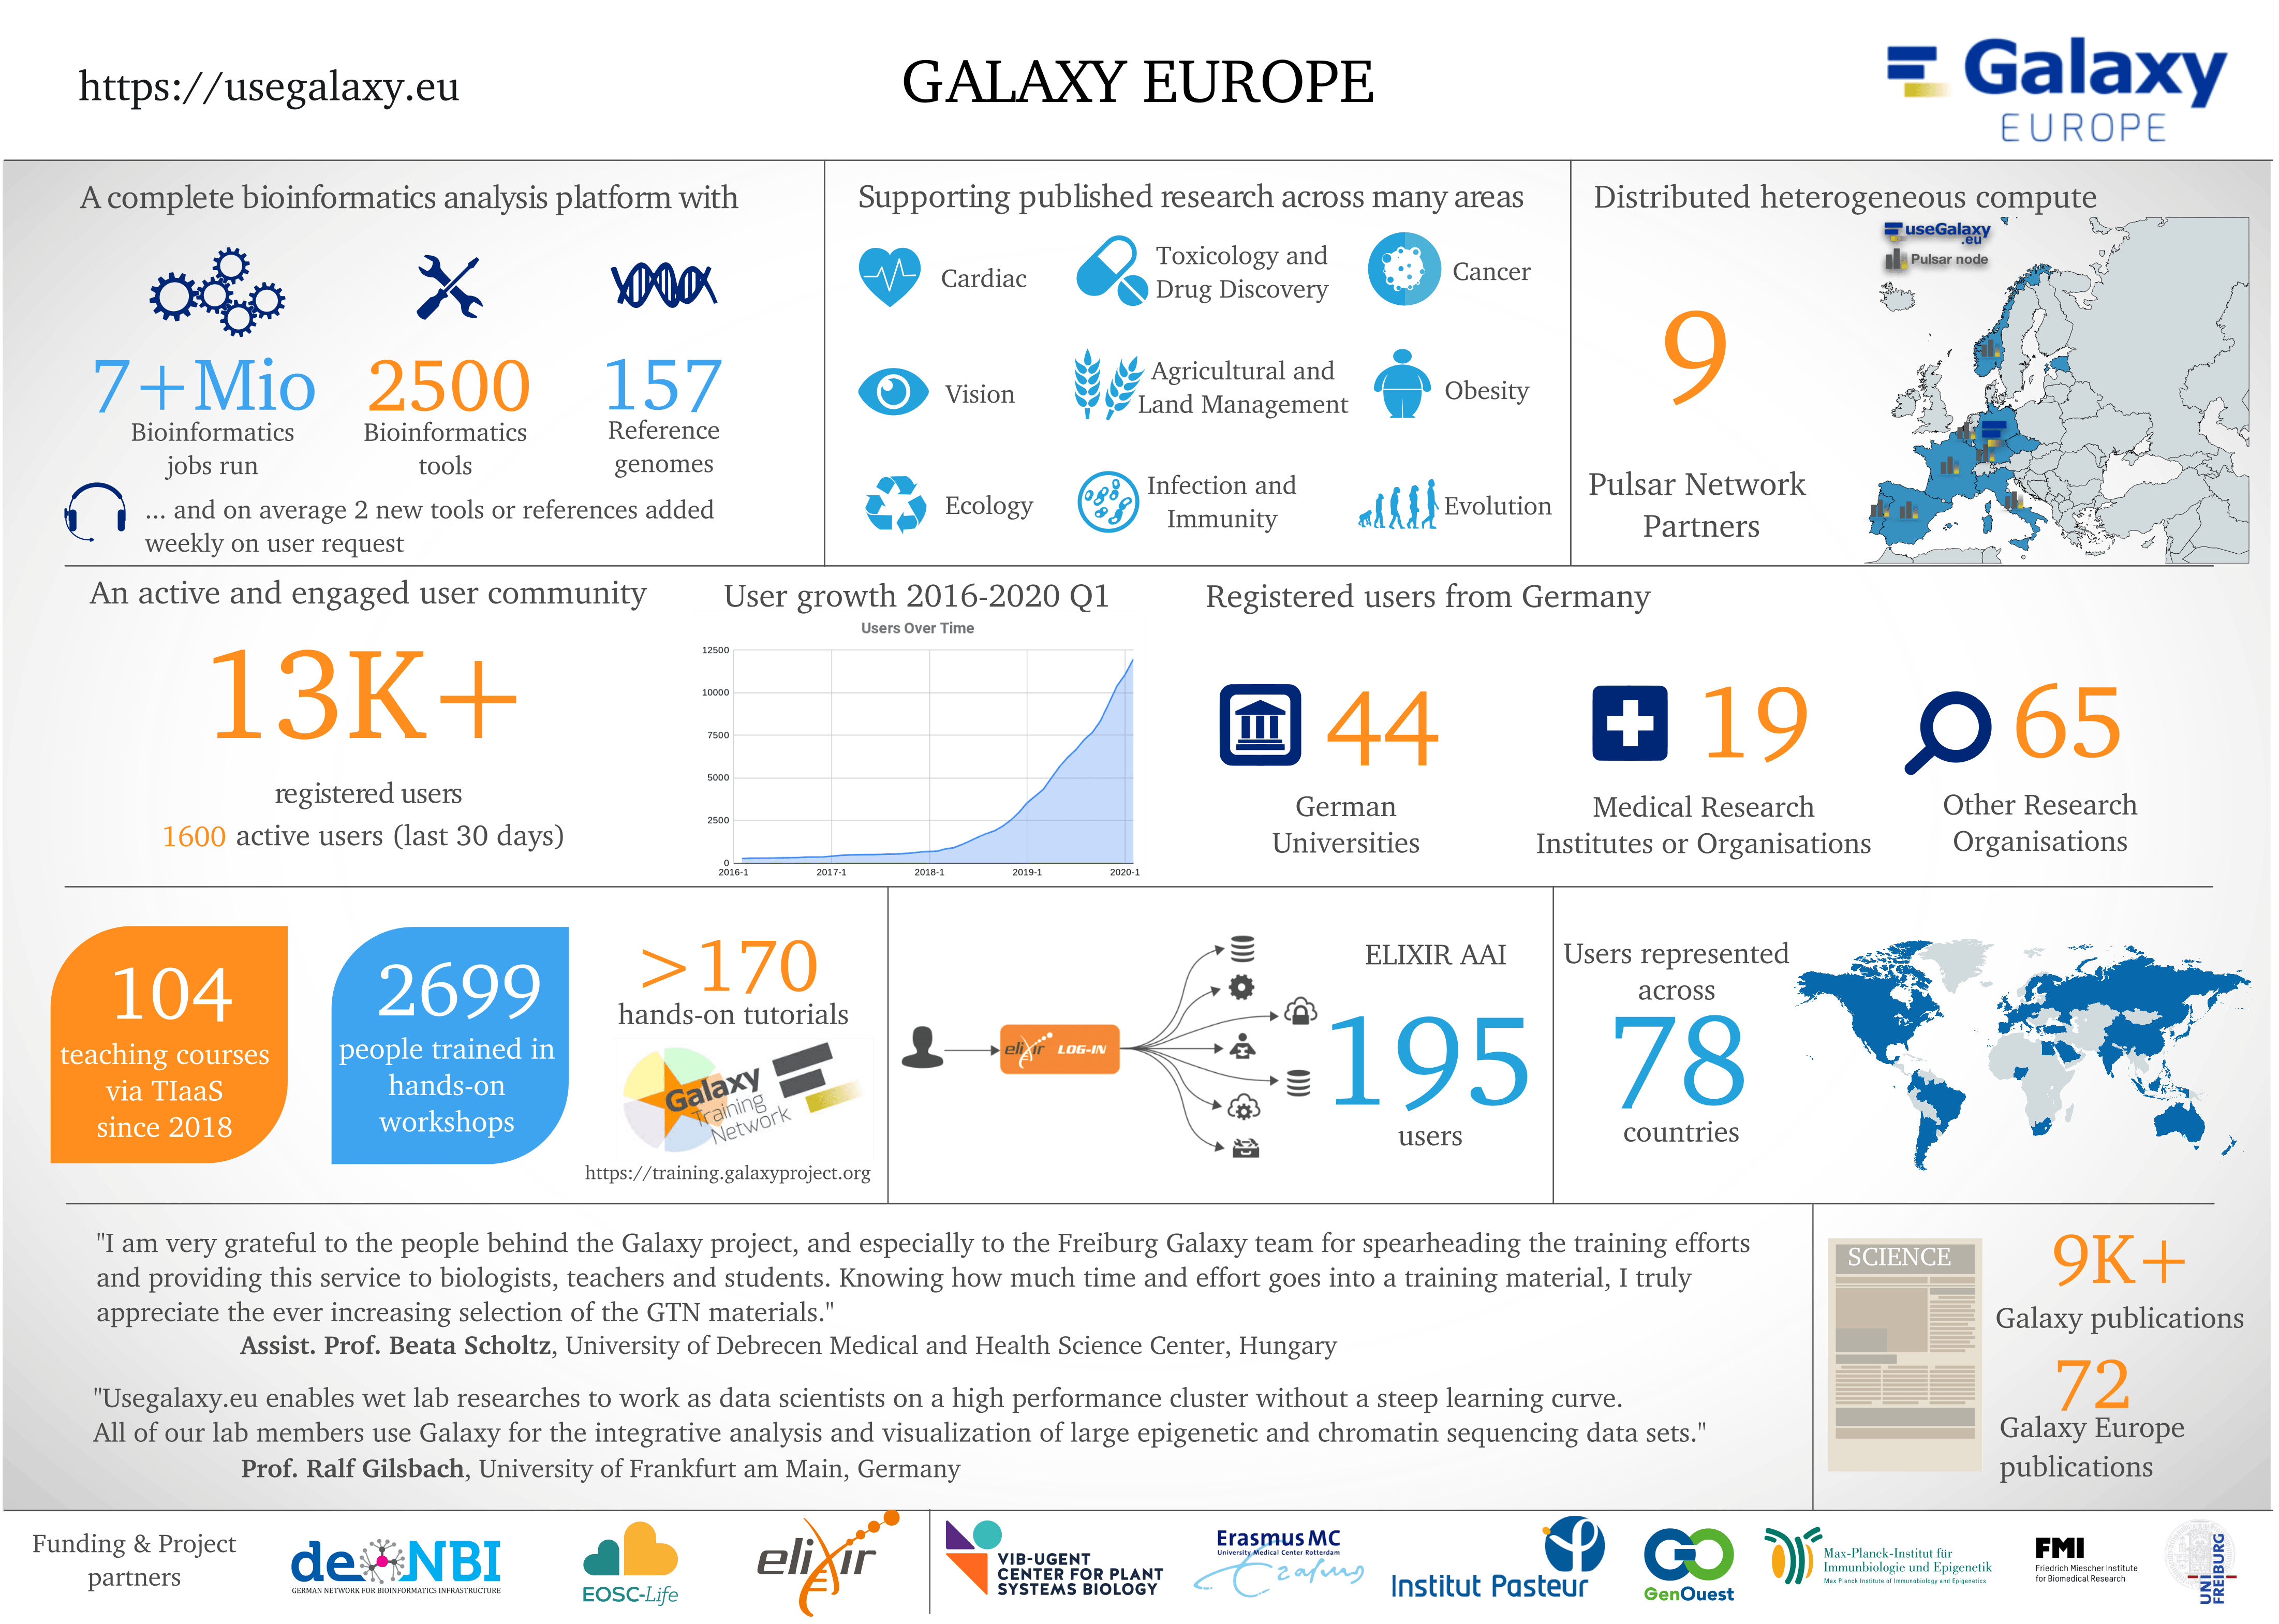 https://usegalaxy.eu
GALAXY EUROPE
Galaxy
EUROPE
A complete bioinformatics analysis platform with
7+Mio
Bioinformatics
jobs run
2500
Bioinformatics
tools
157
Reference
genomes
... and on average 2 new tools or references added
weekly on user request
Supporting published research across many areas
Cardiac
Toxicology and
Drug Discovery
Cancer
Vision
Agricultural and
Land Management
Obesity
Ecology
Infection and
Immunity
Evolution
Distributed heterogeneous compute
useGalaxy
.eu
Pulsar node
9
Pulsar Network
Partners
An active and engaged user community
13K+
registered users
1600 active users (last 30 days)
User growth 2016-2020 Q1
Users Over Time
12500
10000
7500
5000
2500
0
2016-1
2017-1
2018-1
2019-1
2020-1
Registered users from Germany
44
German
Universities
19
Medical Research
Institutes or Organisations
65
Other Research
Organisations
104
teaching courses
via TIaaS
since 2018
2699
people trained in
hands-on
workshops
>170
hands-on tutorials
Galaxy
Training
Network
https://training.galaxyproject.org
elixir LOG-IN
ELIXIR AAI
195
users
Users represented
across
78
countries
"I am very grateful to the people behind the Galaxy project, and especially to the Freiburg Galaxy team for spearheading the training efforts
and providing this service to biologists, teachers and students. Knowing how much time and effort goes into a training material, I truly
appreciate the ever increasing selection of the GTN materials."
Assist. Prof. Beata Scholtz, University of Debrecen Medical and Health Science Center, Hungary
"Usegalaxy.eu enables wet lab researches to work as data scientists on a high performance cluster without a steep learning curve.
All of our lab members use Galaxy for the integrative analysis and visualization of large epigenetic and chromatin sequencing data sets."
Prof. Ralf Gilsbach, University of Frankfurt am Main, Germany
SCIENCE
9K+
Galaxy publications
72
Galaxy Europe
publications
Funding & Project
partners
de NBI
GERMAN NETWORK FOR BIOINFORMATICS INFRASTRUCTURE
EOSC-Life
elixir
VIB-UGENT
CENTER FOR PLANT
SYSTEMS BIOLOGY
Erasmus MC
University Medical Center Rotterdam
Erasmus
Institut Pasteur
GenOuest
Max-Planck-Institut für
Immunbiologie und Epigenetik
Max Planck Institute of Immunobiology and Epigenetics
FMI
Friedrich Miescher Institute
for Biomedical Research
UNI
FREIBURG